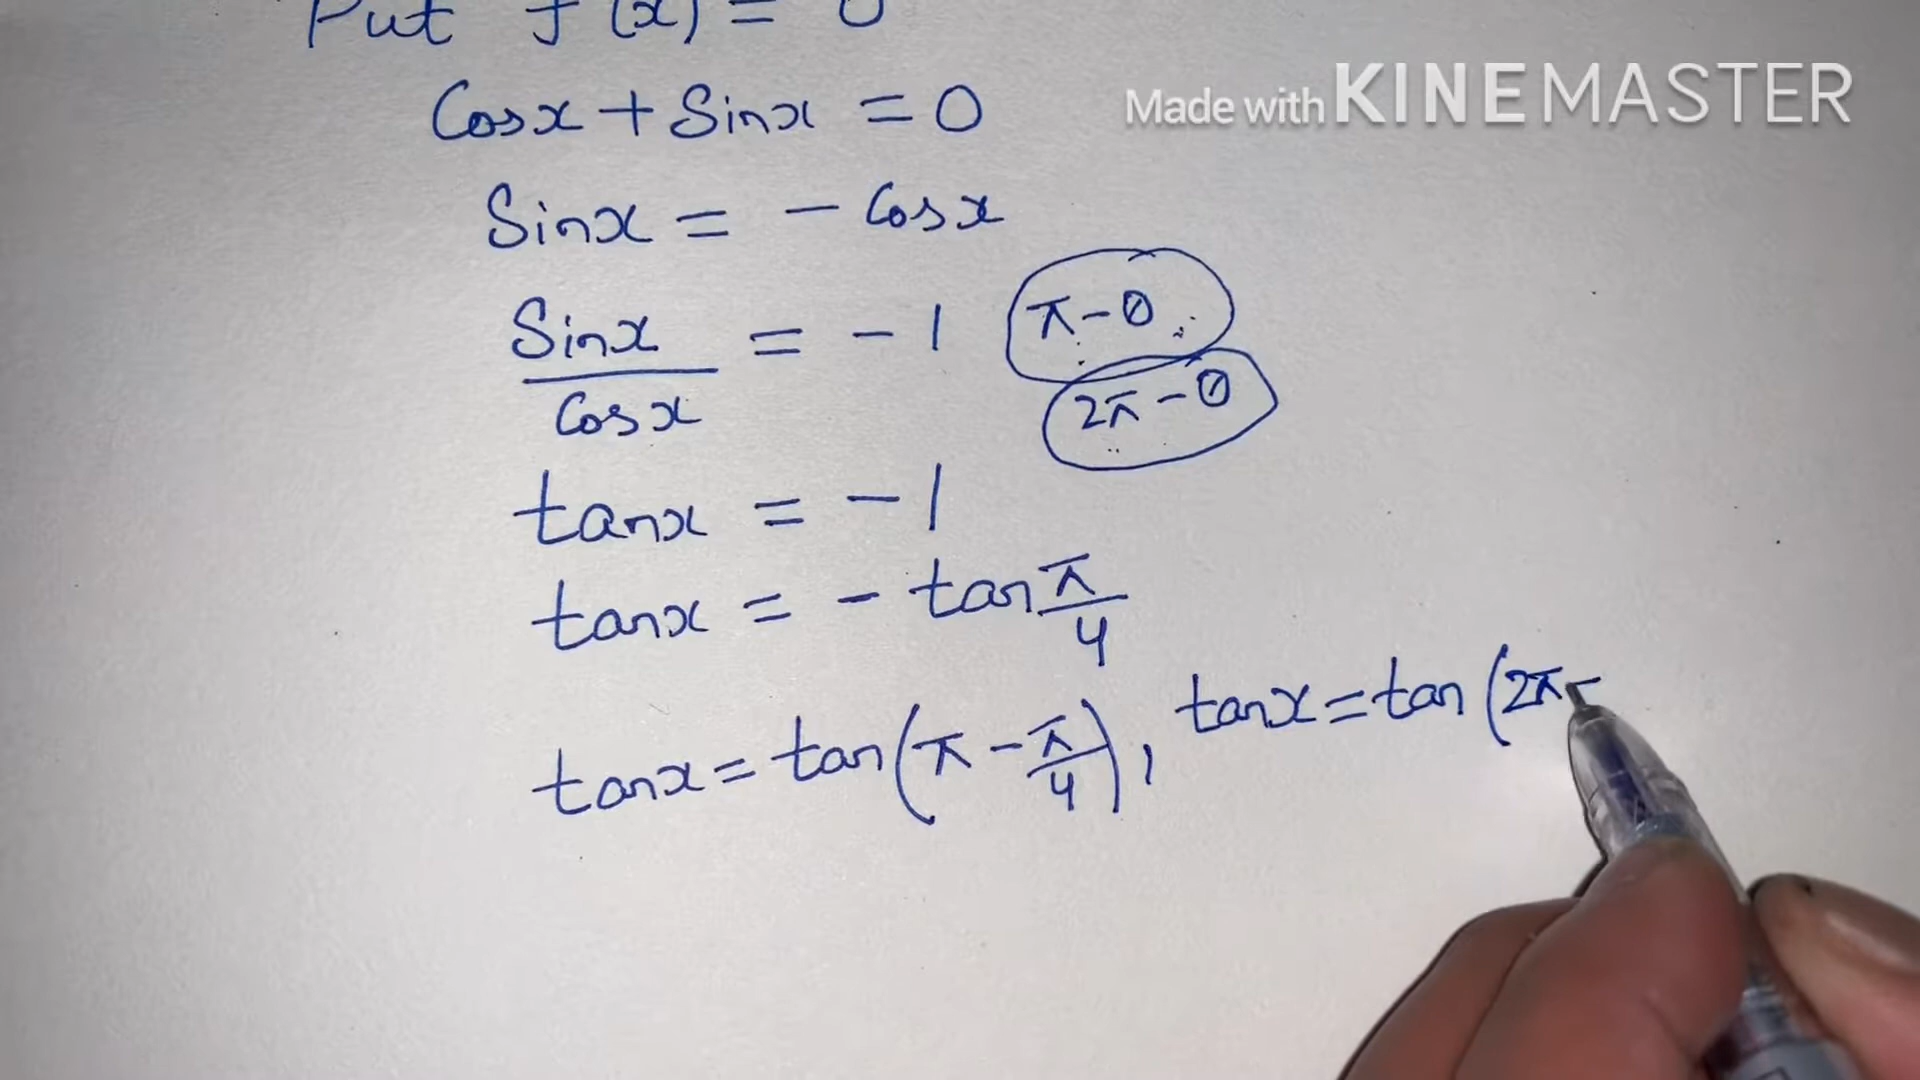 Put f'(x) = 0
Made with KINEMASTER
Cosx + Sinx = 0
Sinx = - Cosx
Sinx/Cosx = -1
π-θ
2π-θ
tanx = -1
tanx = - tan π/4
tanx = tan(π - π/4), tanx = tan (2π-